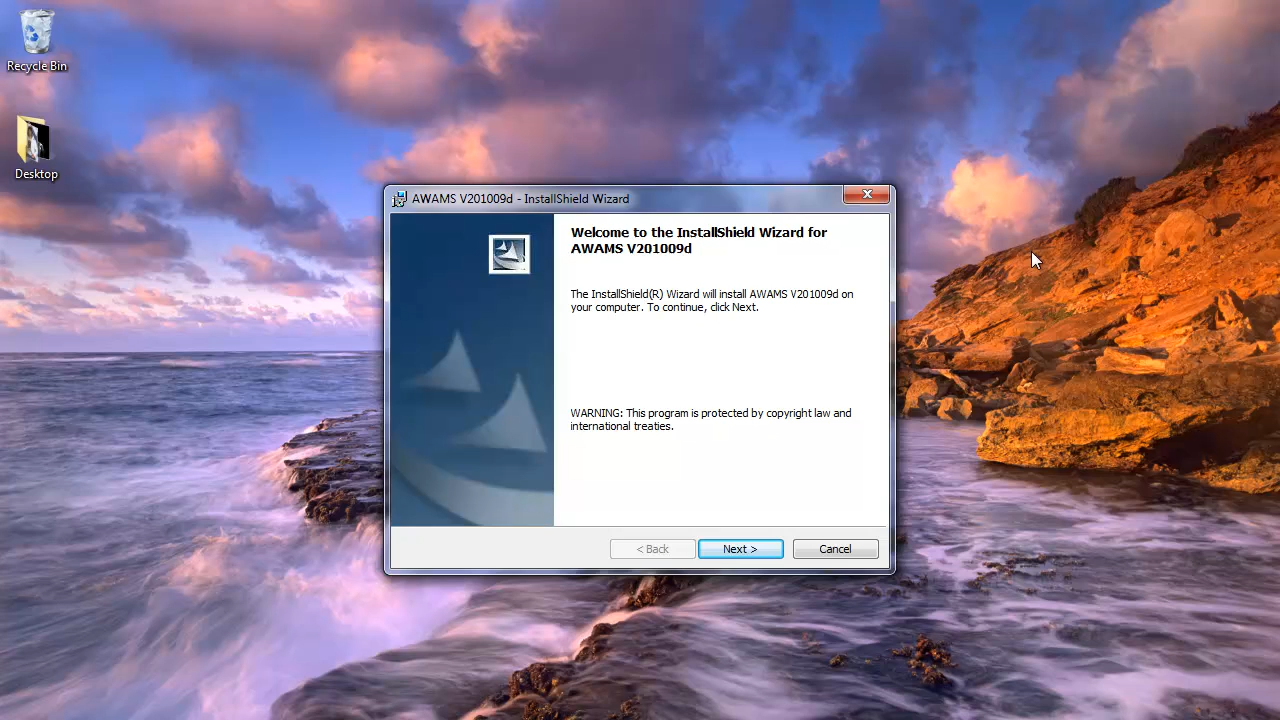 Recycle Bin
Desktop
AWAMS V201009d - InstallShield Wizard
Welcome to the InstallShield Wizard for
AWAMS V201009d
The InstallShield(R) Wizard will install AWAMS V201009d on
your computer. To continue, click Next.
WARNING: This program is protected by copyright law and
international treaties.
< Back
Next >
Cancel